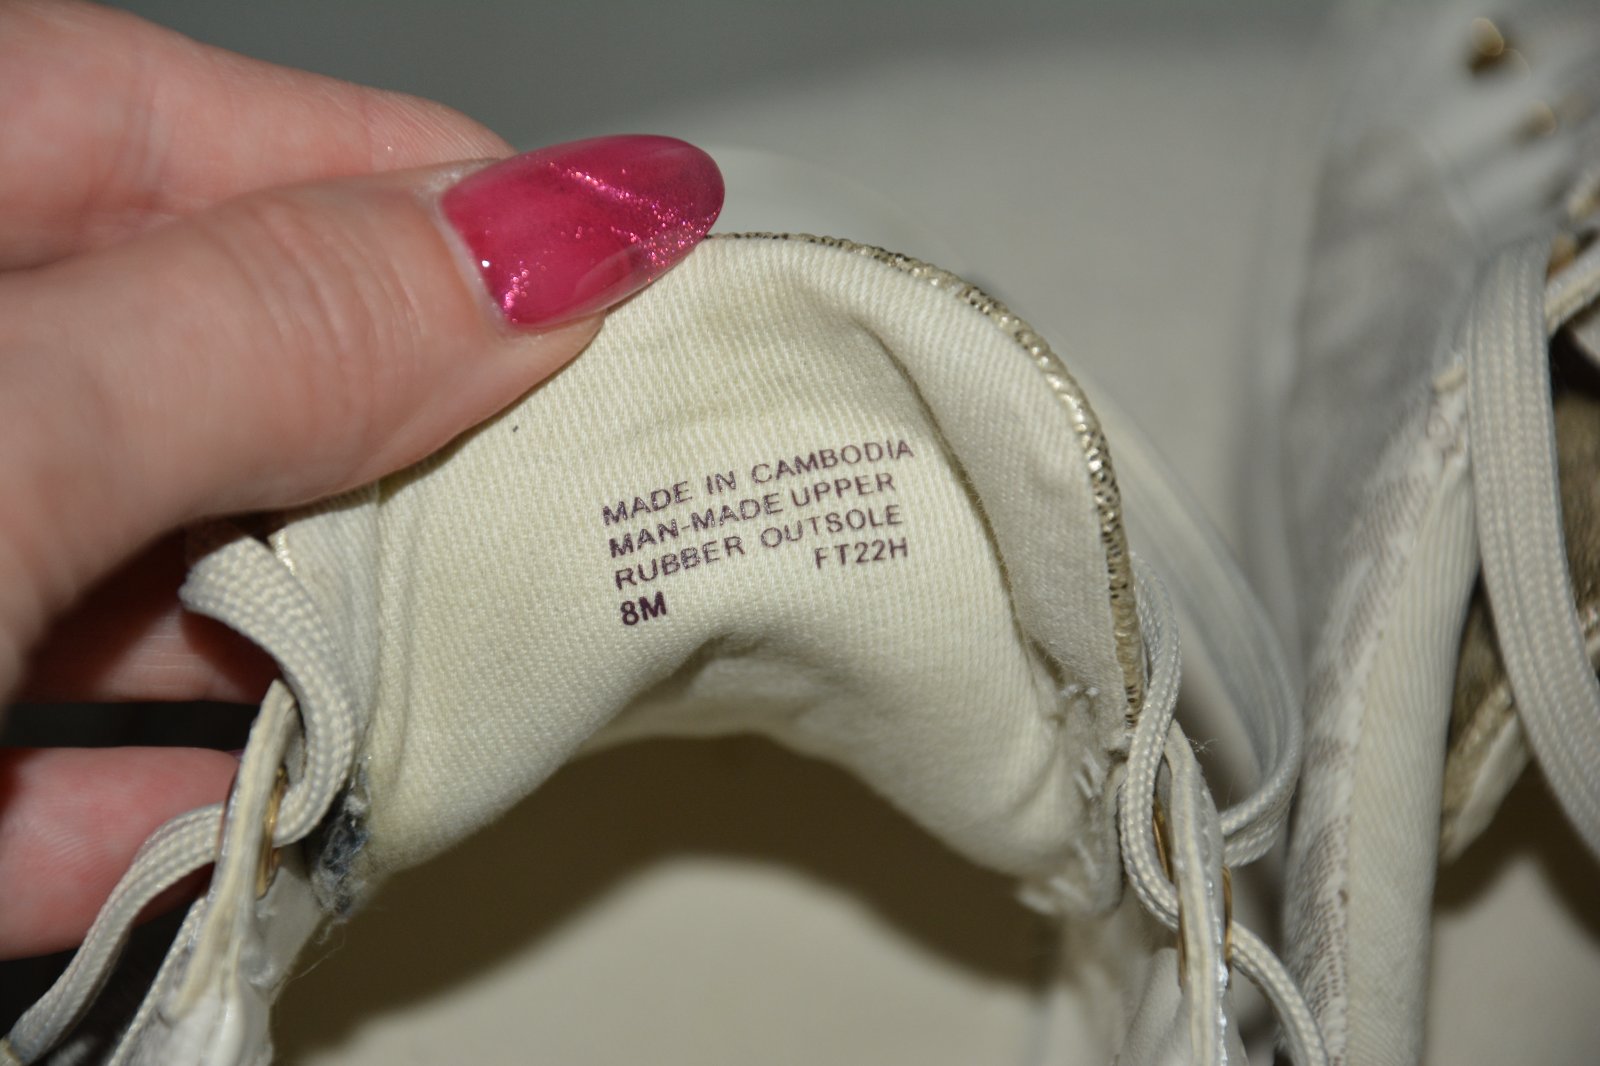 MADE IN CAMBODIA
MAN-MADE UPPER
RUBBER OUTSOLE
FT22H
8M